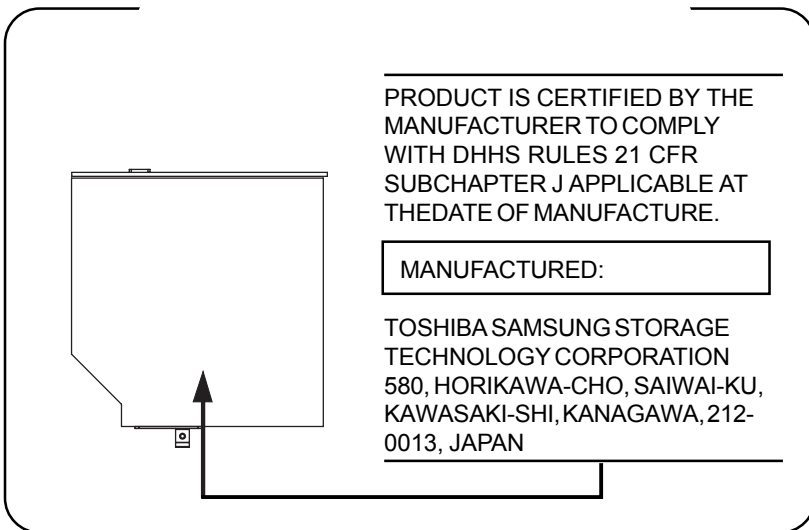 PRODUCT IS CERTIFIED BY THE
MANUFACTURER TO COMPLY
WITH DHHS RULES 21 CFR
SUBCHAPTER J APPLICABLE AT
THEDATE OF MANUFACTURE.
MANUFACTURED:
TOSHIBA SAMSUNG STORAGE
TECHNOLOGY CORPORATION
580, HORIKAWA-CHO, SAIWAI-KU,
KAWASAKI-SHI, KANAGAWA, 212-
0013, JAPAN